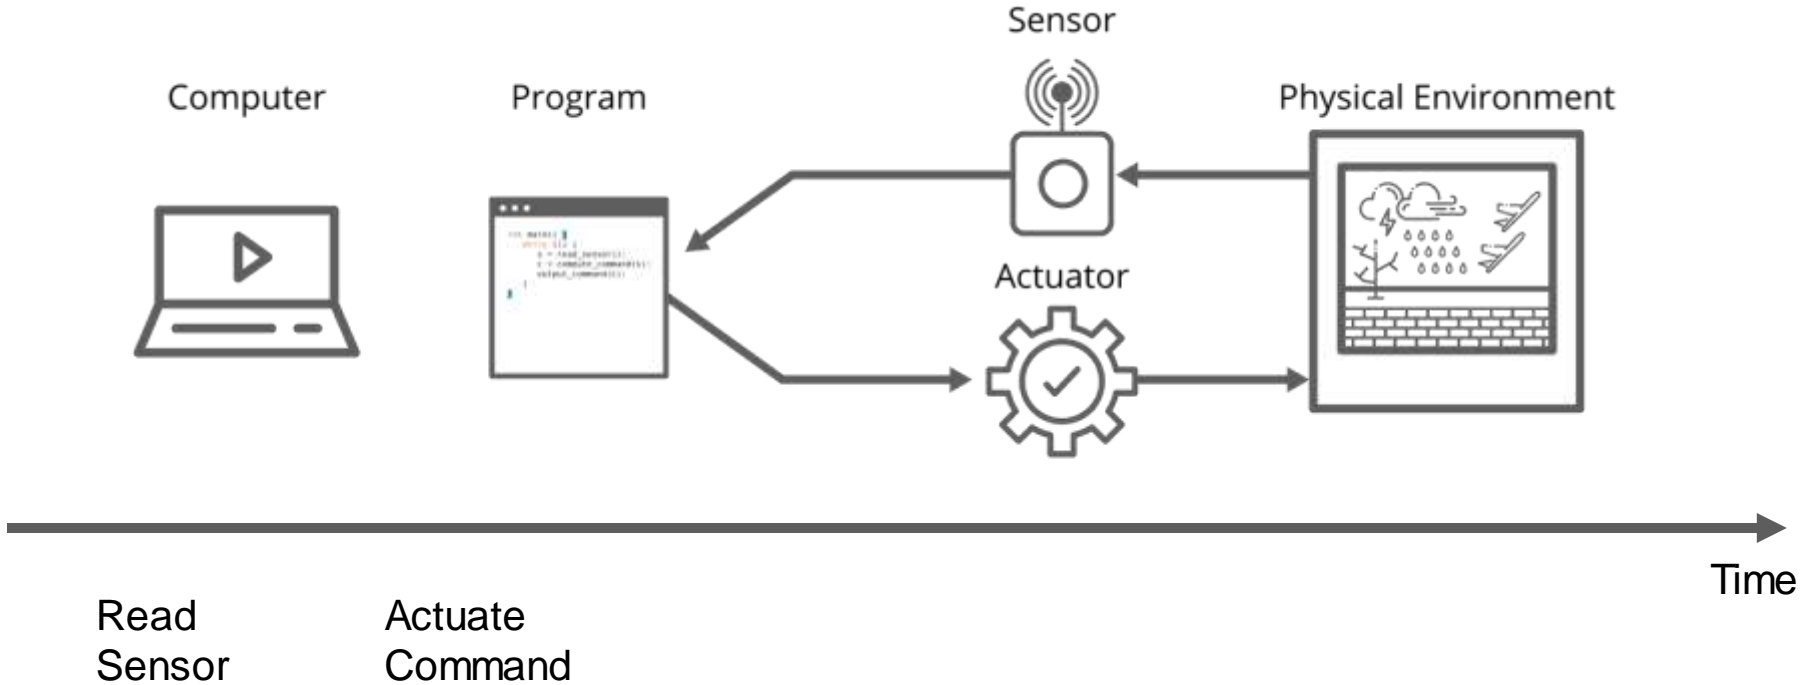 Sensor
Computer
Program
Physical Environment
Actuator
Time
Read
Sensor
Actuate
Command